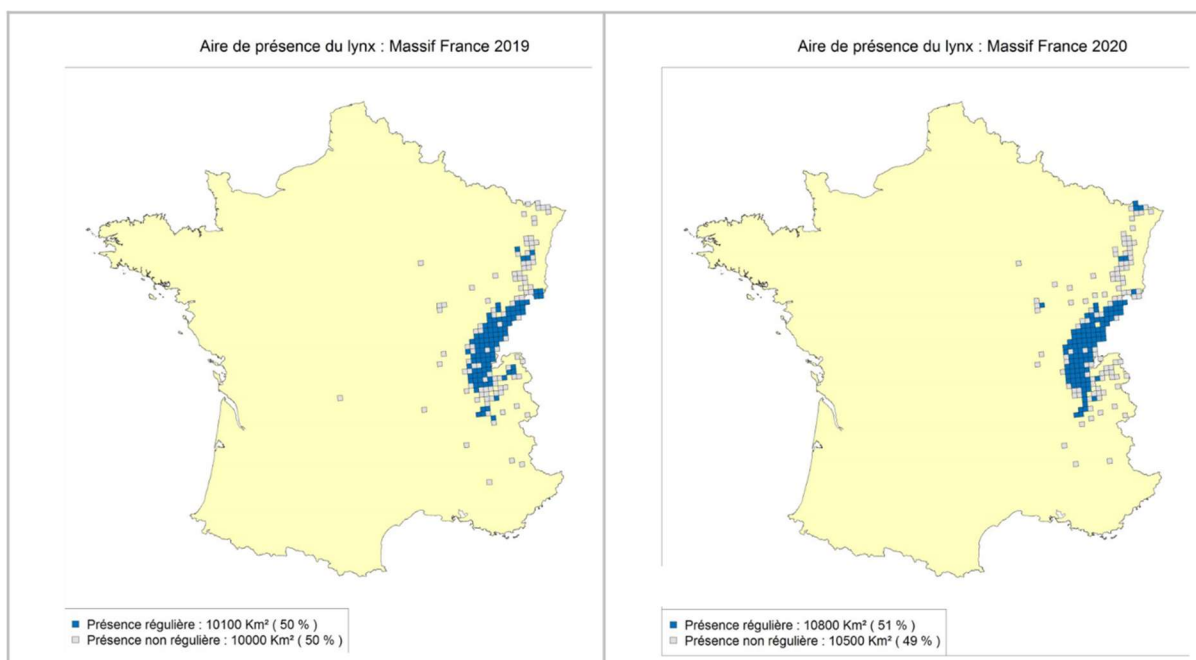 Aire de présence du lynx : Massif France 2019
Présence régulière : 10100 Km² ( 50 % )
Présence non régulière : 10000 Km² ( 50 % )
Aire de présence du lynx : Massif France 2020
Présence régulière : 10800 Km² ( 51 % )
Présence non régulière : 10500 Km² ( 49 % )